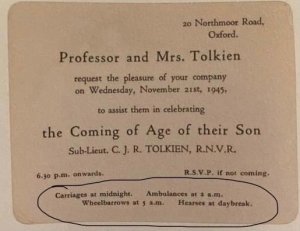 20 Northmoor Road,
Oxford.
Professor and Mrs. Tolkien
request the pleasure of your company
on Wednesday, November 21st, 1945,
to assist them in celebrating
the Coming of Age of their Son
Sub-Lieut. C. J. R. TOLKIEN, R.N.V.R.
6.30 p.m. onwards. R.S.V.P. if not coming.
Carriages at midnight. Ambulances at 2 a.m.
Wheelbarrows at 5 a.m. Hearses at daybreak.